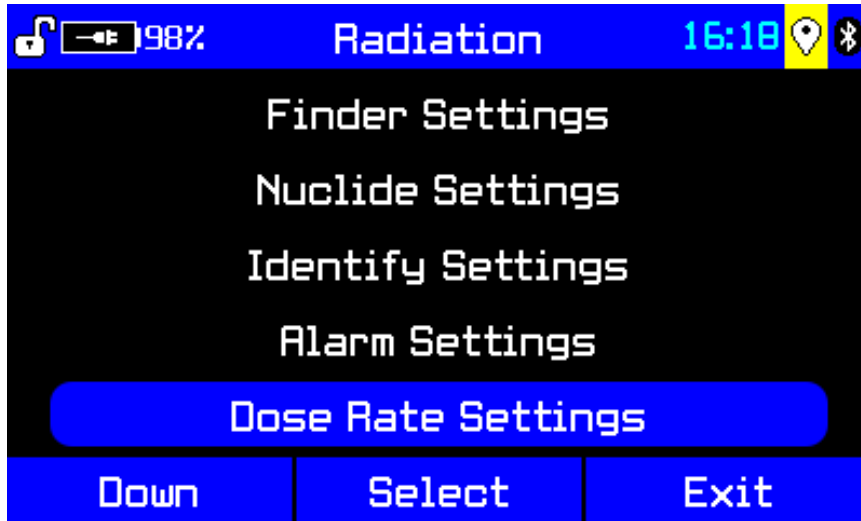 98% Radiation 16:18
Finder Settings
Nuclide Settings
Identify Settings
Alarm Settings
Dose Rate Settings
Down Select Exit